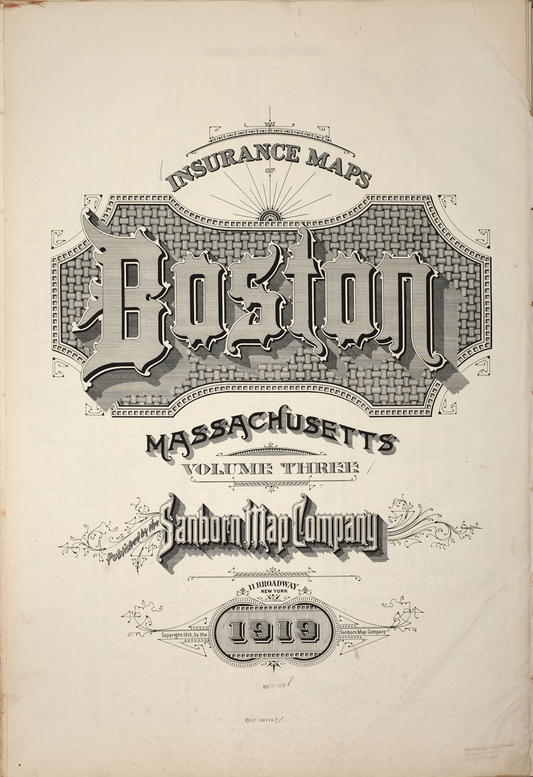 INSURANCE MAPS
OF
Boston
MASSACHUSETTS
VOLUME THREE
Published by the
Sanborn Map Company
11 BROADWAY
NEW YORK
Copyright 1919, by the
1919
Sanborn Map Company